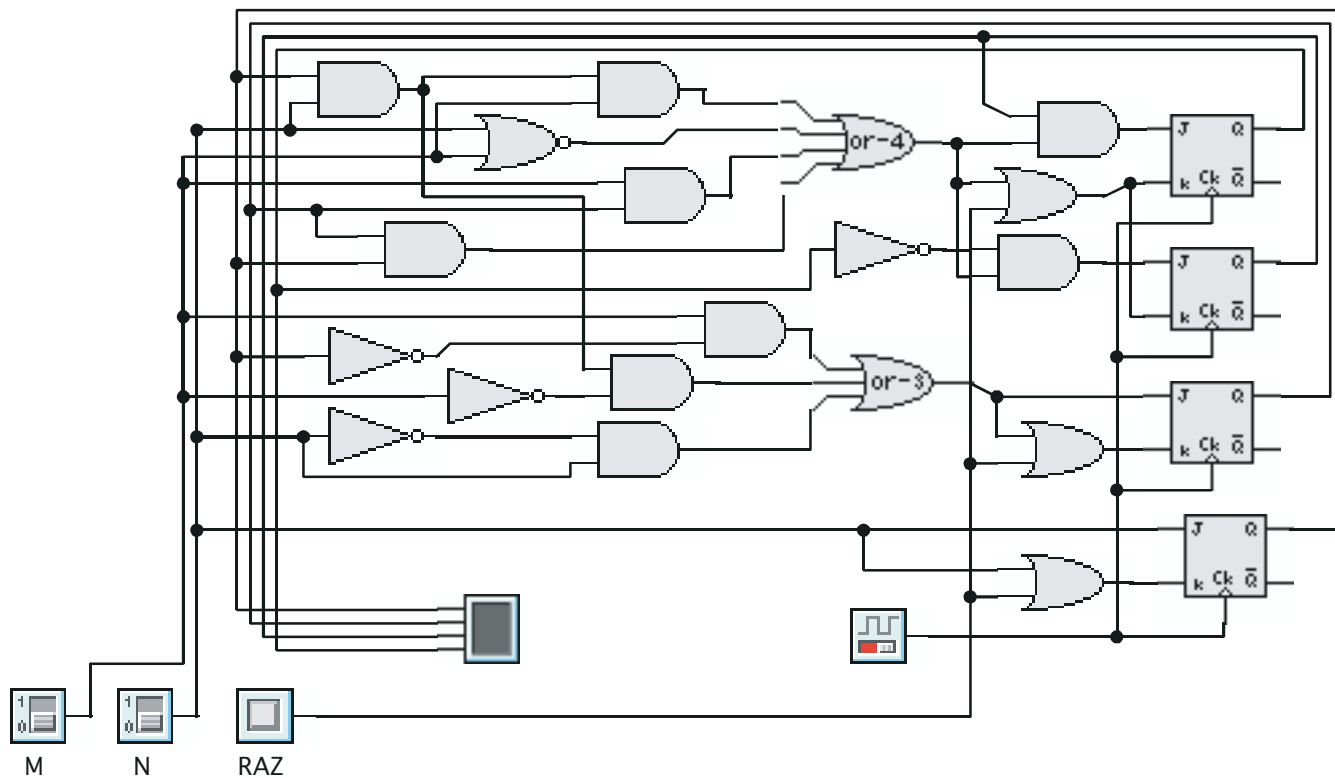 or-4
J Q
k Ck Q̅
J Q
k Ck Q̅
or-3
J Q
k Ck Q̅
J Q
k Ck Q̅
1
0
1
0
M N RAZ